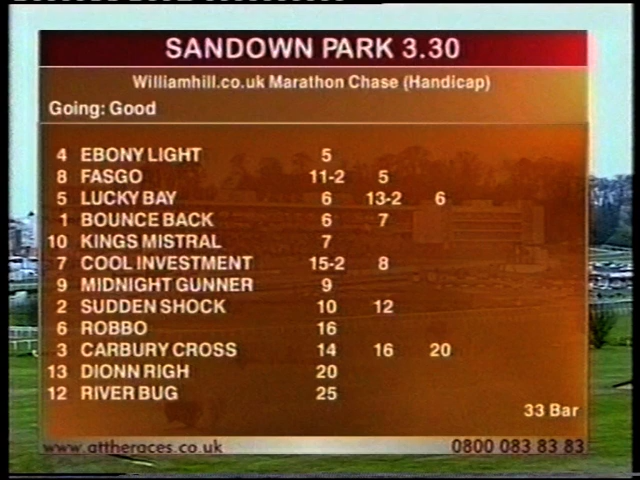 SANDOWN PARK 3.30
Williamhill.co.uk Marathon Chase (Handicap)
Going: Good
4 EBONY LIGHT 5
8 FASGO 11-2 5
5 LUCKY BAY 6 13-2 6
1 BOUNCE BACK 6 7
10 KINGS MISTRAL 7
7 COOL INVESTMENT 15-2 8
9 MIDNIGHT GUNNER 9
2 SUDDEN SHOCK 10 12
6 ROBBO 16
3 CARBURY CROSS 14 16 20
13 DIONN RIGH 20
12 RIVER BUG 25
33 Bar
www.attheraces.co.uk 0800 083 83 83